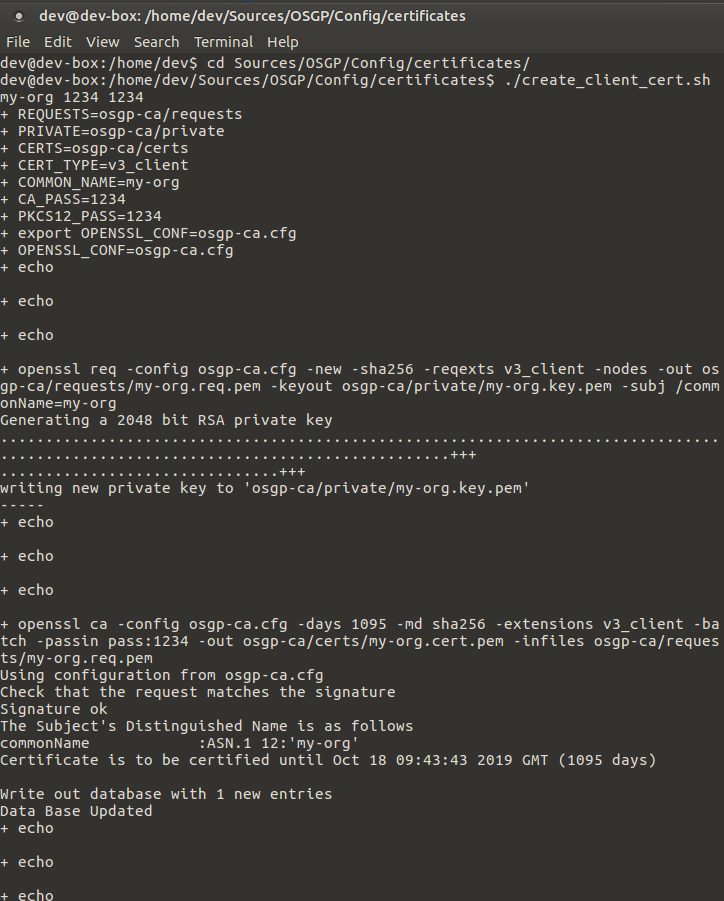 dev@dev-box: /home/dev/Sources/OSGP/Config/certificates
File Edit View Search Terminal Help
dev@dev-box:/home/dev$ cd Sources/OSGP/Config/certificates/
dev@dev-box:/home/dev/Sources/OSGP/Config/certificates$ ./create_client_cert.sh
my-org 1234 1234
+ REQUESTS=osgp-ca/requests
+ PRIVATE=osgp-ca/private
+ CERTS=osgp-ca/certs
+ CERT_TYPE=v3_client
+ COMMON_NAME=my-org
+ CA_PASS=1234
+ PKCS12_PASS=1234
+ export OPENSSL_CONF=osgp-ca.cfg
+ OPENSSL_CONF=osgp-ca.cfg
+ echo
+ echo
+ echo
+ openssl req -config osgp-ca.cfg -new -sha256 -reqexts v3_client -nodes -out os
gp-ca/requests/my-org.req.pem -keyout osgp-ca/private/my-org.key.pem -subj /comm
onName=my-org
Generating a 2048 bit RSA private key
................................................................................
..................................................+++
...............................+++
writing new private key to 'osgp-ca/private/my-org.key.pem'
-----
+ echo
+ echo
+ echo
+ openssl ca -config osgp-ca.cfg -days 1095 -md sha256 -extensions v3_client -ba
tch -passin pass:1234 -out osgp-ca/certs/my-org.cert.pem -infiles osgp-ca/reques
ts/my-org.req.pem
Using configuration from osgp-ca.cfg
Check that the request matches the signature
Signature ok
The Subject's Distinguished Name is as follows
commonName            :ASN.1 12:'my-org'
Certificate is to be certified until Oct 18 09:43:43 2019 GMT (1095 days)
Write out database with 1 new entries
Data Base Updated
+ echo
+ echo
+ echo